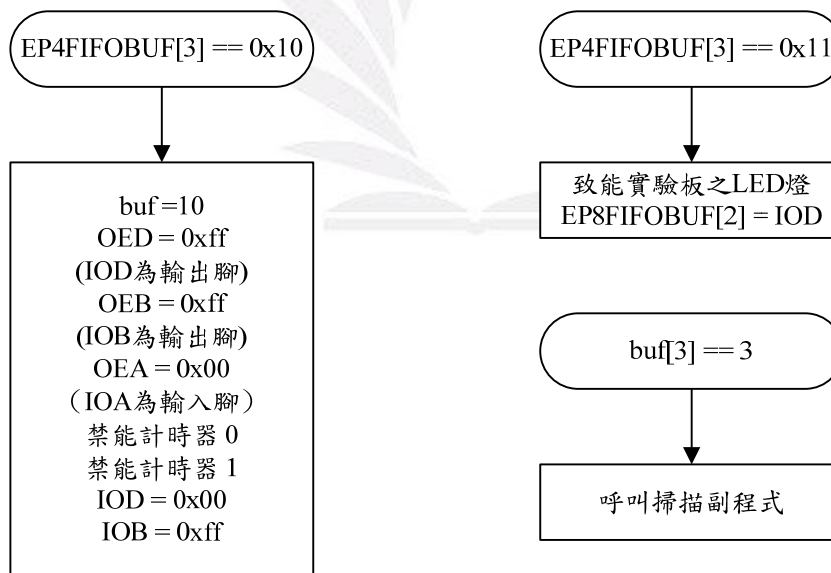 EP4FIFOBUF[3] == 0x10
buf =10
OED = 0xff
(IOD為輸出腳)
OEB = 0xff
(IOB為輸出腳)
OEA = 0x00
（IOA為輸入腳）
禁能計時器 0
禁能計時器 1
IOD = 0x00
IOB = 0xff
EP4FIFOBUF[3] == 0x11
致能實驗板之LED燈
EP8FIFOBUF[2] = IOD
buf[3] == 3
呼叫掃描副程式